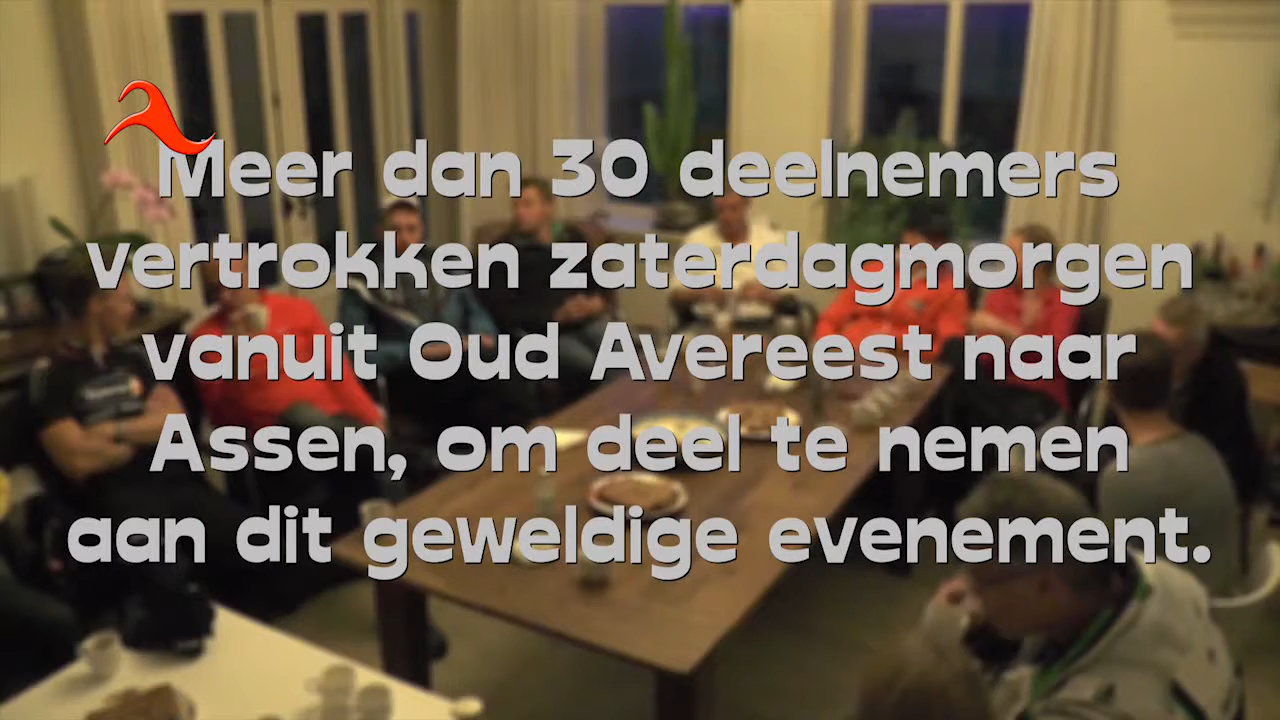 Meer dan 30 deelnemers
vertrokken zaterdagmorgen
vanuit Oud Avereest naar
Assen, om deel te nemen
aan dit geweldige evenement.